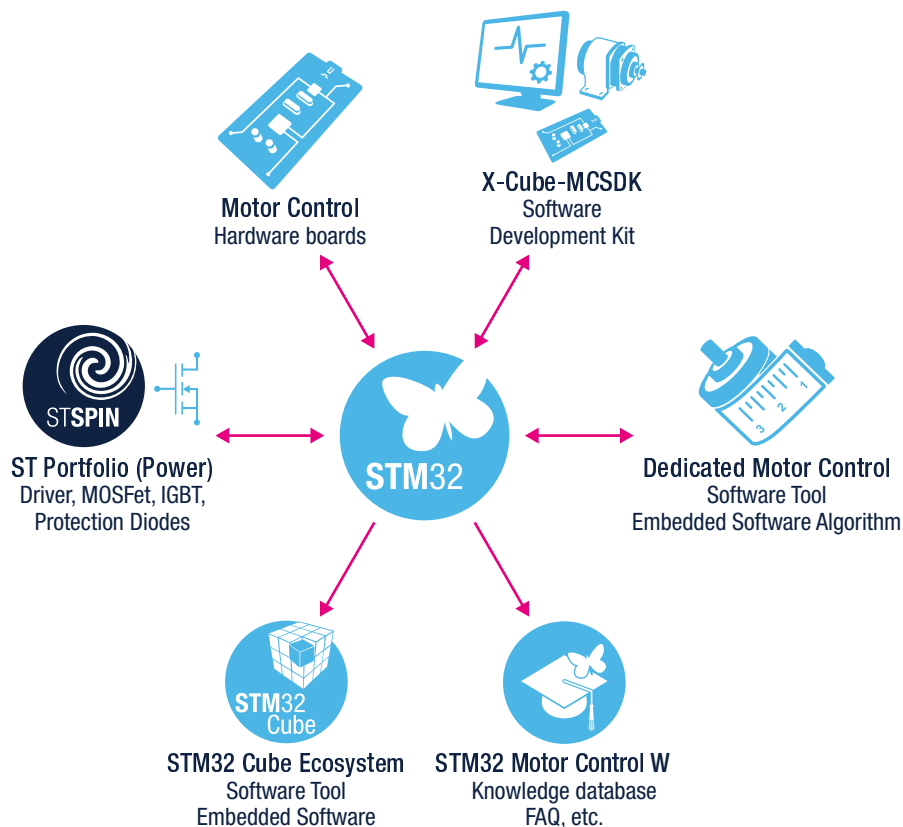 Motor Control
Hardware boards
X-Cube-MCSDK
Software
Development Kit
STSPIN
ST Portfolio (Power)
Driver, MOSFet, IGBT,
Protection Diodes
STM32
1
2
3
Dedicated Motor Control
Software Tool
Embedded Software Algorithm
STM32
Cube
STM32 Cube Ecosystem
Software Tool
Embedded Software
STM32 Motor Control W
Knowledge database
FAQ, etc.